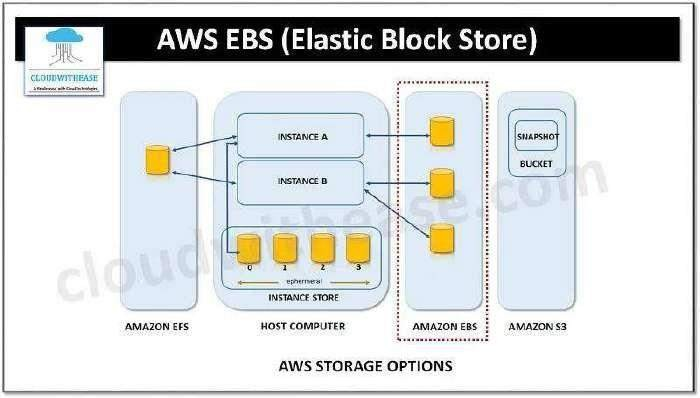 AWS EBS (Elastic Block Store)
CLOUDWITHEASE
INSTANCE A
INSTANCE B
0 1 2 3
ephemeral
INSTANCE STORE
SNAPSHOT
BUCKET
AMAZON EFS
HOST COMPUTER
AMAZON EBS
AMAZON S3
AWS STORAGE OPTIONS
cloudwithease.com